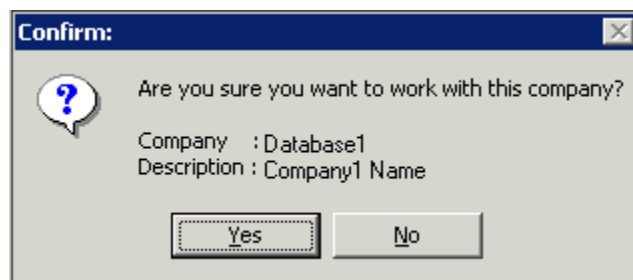 Confirm:
?
Are you sure you want to work with this company?
Company : Database1
Description : Company1 Name
Yes No